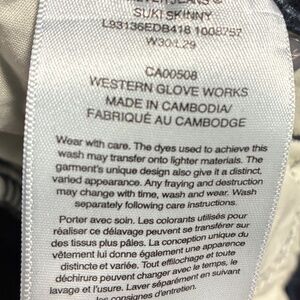 SUKI SKINNY
L93136EDB418 1008757
W30/L29
CA00508
WESTERN GLOVE WORKS
MADE IN CAMBODIA/
FABRIQUÉ AU CAMBODGE
Wear with care. The dyes used to achieve this
wash may transfer onto lighter materials. The
garment's unique design also give it a distinct,
varied appearance. Any fraying and destruction
may change with time, wash and wear. Wash
separately following care instructions.
Porter avec soin. Les colorants utilisés pour
réaliser ce délavage peuvent se transférer sur
des tissus plus pâles. La conception unique du
vêtement lui donne également une apparence
distincte et variée. Tout effilochage et toute
déchirure peuvent changer avec le temps, le
lavage et l'usure. Laver séparément en suivant
les consignes d'entretien.